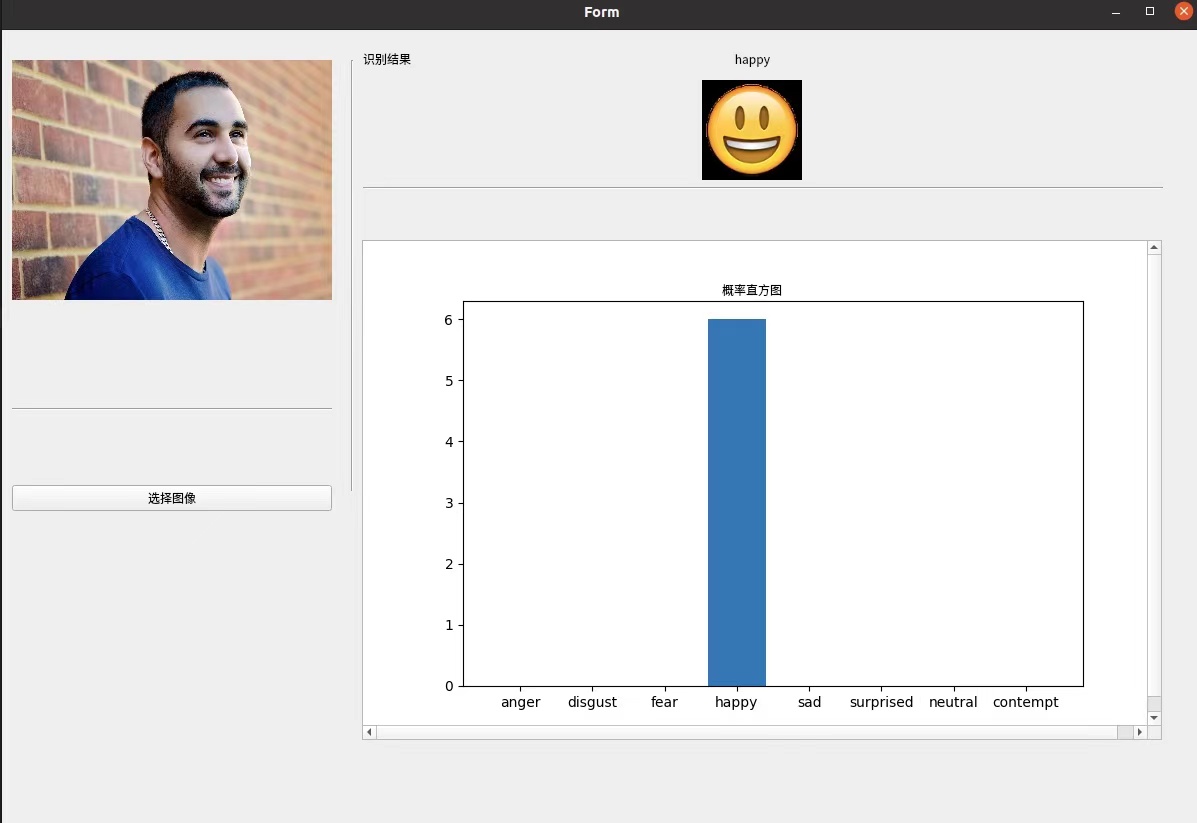 Form
识别结果
happy
选择图像
概率直方图
6
5
4
3
2
1
0
anger disgust fear happy sad surprised neutral contempt